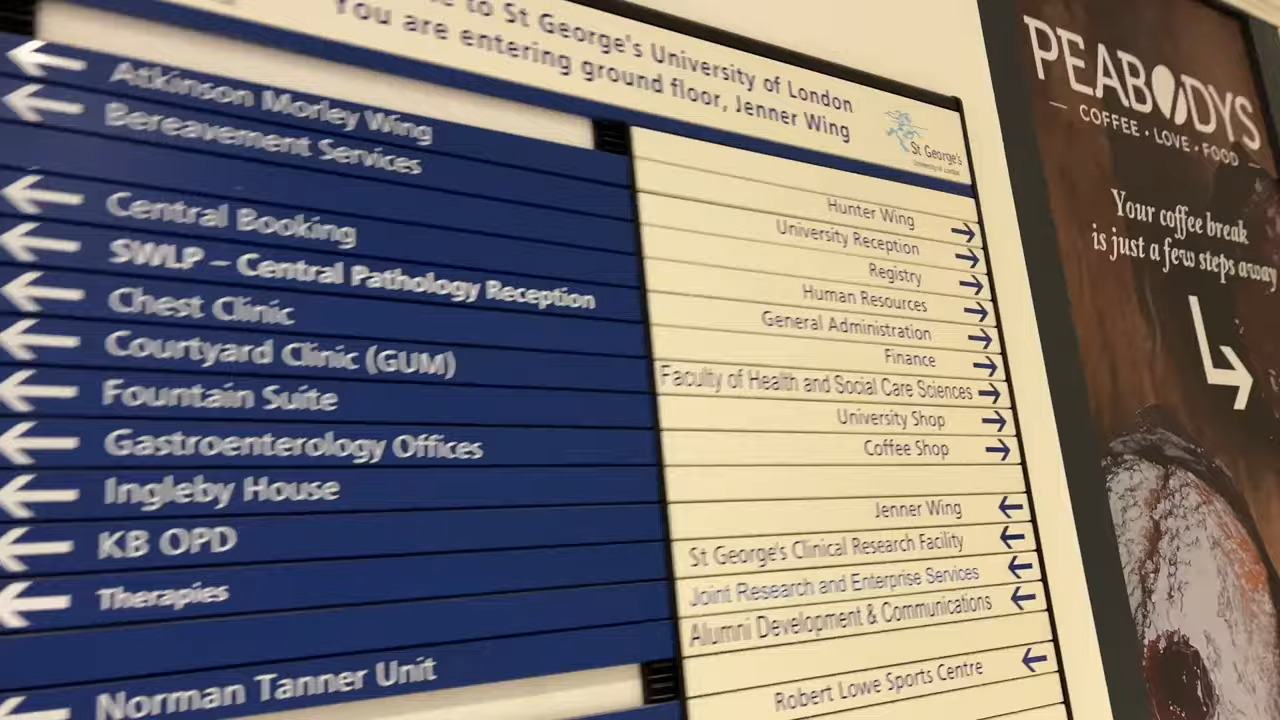 to St George's University of London
You are entering ground floor, Jenner Wing
St George's
University of London
Atkinson Morley Wing
Bereavement Services
Central Booking
SWLP – Central Pathology Reception
Chest Clinic
Courtyard Clinic (GUM)
Fountain Suite
Gastroenterology Offices
Ingleby House
KB OPD
Therapies
Norman Tanner Unit
Hunter Wing
University Reception
Registry
Human Resources
General Administration
Finance
Faculty of Health and Social Care Sciences
University Shop
Coffee Shop
Jenner Wing
St George's Clinical Research Facility
Joint Research and Enterprise Services
Alumni Development & Communications
Robert Lowe Sports Centre
PEABODYS
COFFEE • LOVE • FOOD
Your coffee break
is just a few steps away